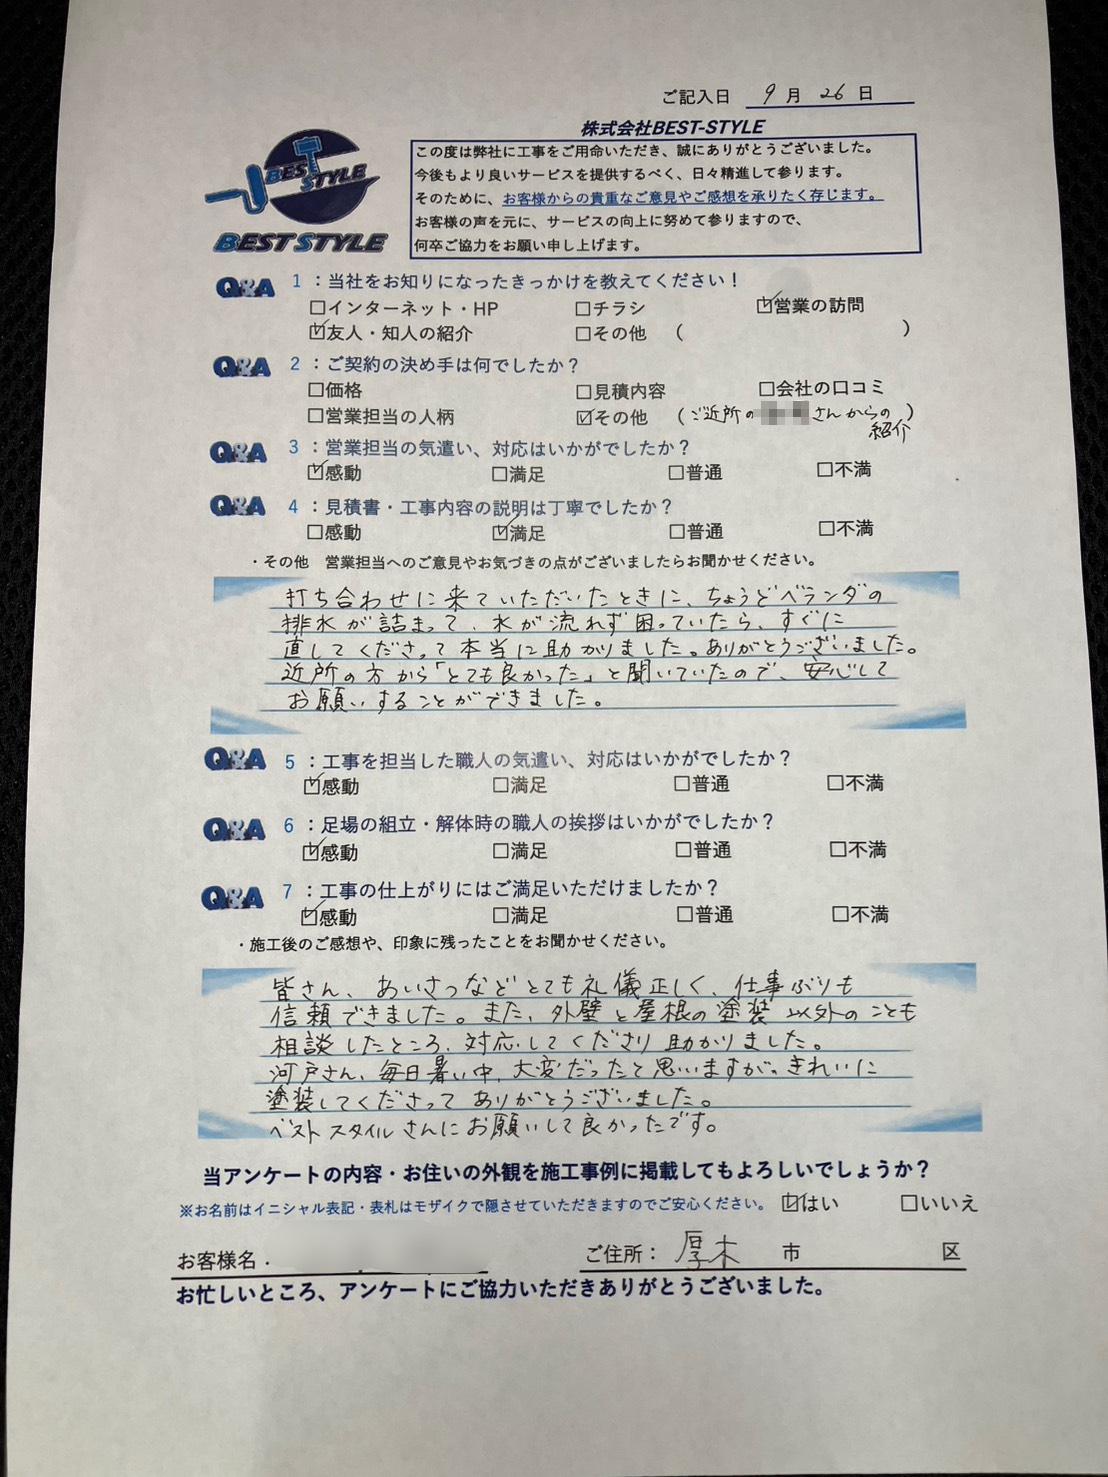 ご記入日 9月26日
株式会社BEST-STYLE
この度は弊社に工事をご用命いただき、誠にありがとうございました。
今後もより良いサービスを提供するべく、日々精進して参ります。
そのために、お客様からの貴重なご意見やご感想を承りたく存じます。
お客様の声を元に、サービスの向上に努めて参りますので、
何卒ご協力をお願い申し上げます。
BEST STYLE
BEST STYLE
Q&A 1：当社をお知りになったきっかけを教えてください！
□インターネット・HP □チラシ ☑営業の訪問
☑友人・知人の紹介 □その他 （ ）
Q&A 2：ご契約の決め手は何でしたか？
□価格 □見積内容 □会社の口コミ
□営業担当の人柄 ☑その他 （ご近所の さんからの）
紹介
Q&A 3：営業担当の気遣い、対応はいかがでしたか？
☑感動 □満足 □普通 □不満
Q&A 4：見積書・工事内容の説明は丁寧でしたか？
□感動 ☑満足 □普通 □不満
・その他 営業担当へのご意見やお気づきの点がございましたらお聞かせください。
打ち合わせに来ていただいたときに、ちょうどベランダの
排水が詰まって、水が流れず困っていたら、すぐに
直してくださって本当に助かりました。ありがとうございました。
近所の方から「とても良かった」と聞いていたので、安心して
お願いすることができました。
Q&A 5：工事を担当した職人の気遣い、対応はいかがでしたか？
☑感動 □満足 □普通 □不満
Q&A 6：足場の組立・解体時の職人の挨拶はいかがでしたか？
☑感動 □満足 □普通 □不満
Q&A 7：工事の仕上がりにはご満足いただけましたか？
☑感動 □満足 □普通 □不満
・施工後のご感想や、印象に残ったことをお聞かせください。
皆さん、あいさつなどとても礼儀正しく、仕事ぶりも
信頼できました。また、外壁と屋根の塗装以外のことも
相談したところ、対応してくださり助かりました。
河戸さん、毎日暑い中、大変だったと思いますが、きれいに
塗装してくださってありがとうございました。
ベストスタイルさんにお願いして良かったです。
当アンケートの内容・お住いの外観を施工事例に掲載してもよろしいでしょうか？
※お名前はイニシャル表記・表札はモザイクで隠させていただきますのでご安心ください。 ☑はい □いいえ
お客様名． ご住所： 厚木 市 区
お忙しいところ、アンケートにご協力いただきありがとうございました。